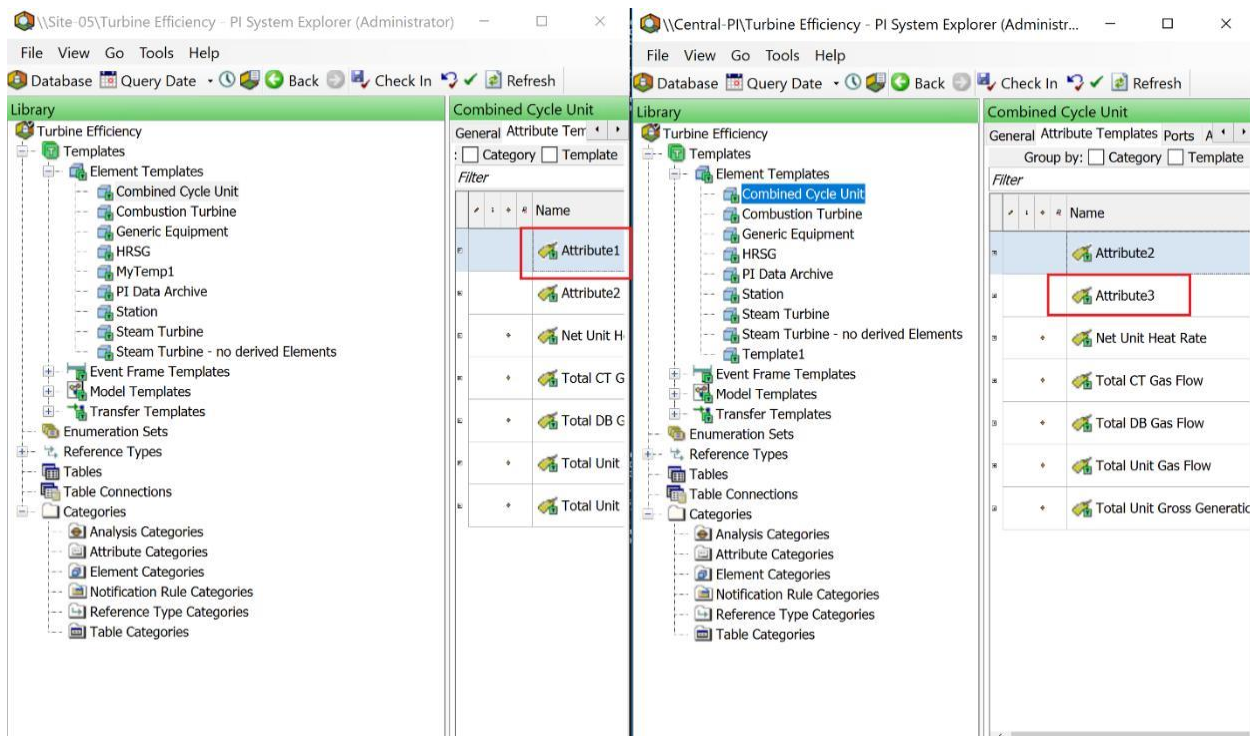 \\Site-05\Turbine Efficiency - PI System Explorer (Administrator)
File View Go Tools Help
Database Query Date Back Check In Refresh
Library
Turbine Efficiency
Templates
Element Templates
Combined Cycle Unit
Combustion Turbine
Generic Equipment
HRSG
MyTemp1
PI Data Archive
Station
Steam Turbine
Steam Turbine - no derived Elements
Event Frame Templates
Model Templates
Transfer Templates
Enumeration Sets
Reference Types
Tables
Table Connections
Categories
Analysis Categories
Attribute Categories
Element Categories
Notification Rule Categories
Reference Type Categories
Table Categories
Combined Cycle Unit
General Attribute Tem
: Category Template
Filter
Name
Attribute1
Attribute2
Net Unit H
Total CT G
Total DB G
Total Unit
Total Unit
\\Central-PI\Turbine Efficiency - PI System Explorer (Administr...
File View Go Tools Help
Database Query Date Back Check In Refresh
Library
Turbine Efficiency
Templates
Element Templates
Combined Cycle Unit
Combustion Turbine
Generic Equipment
HRSG
PI Data Archive
Station
Steam Turbine
Steam Turbine - no derived Elements
Template1
Event Frame Templates
Model Templates
Transfer Templates
Enumeration Sets
Reference Types
Tables
Table Connections
Categories
Analysis Categories
Attribute Categories
Element Categories
Notification Rule Categories
Reference Type Categories
Table Categories
Combined Cycle Unit
General Attribute Templates Ports A
Group by: Category Template
Filter
Name
Attribute2
Attribute3
Net Unit Heat Rate
Total CT Gas Flow
Total DB Gas Flow
Total Unit Gas Flow
Total Unit Gross Generatio